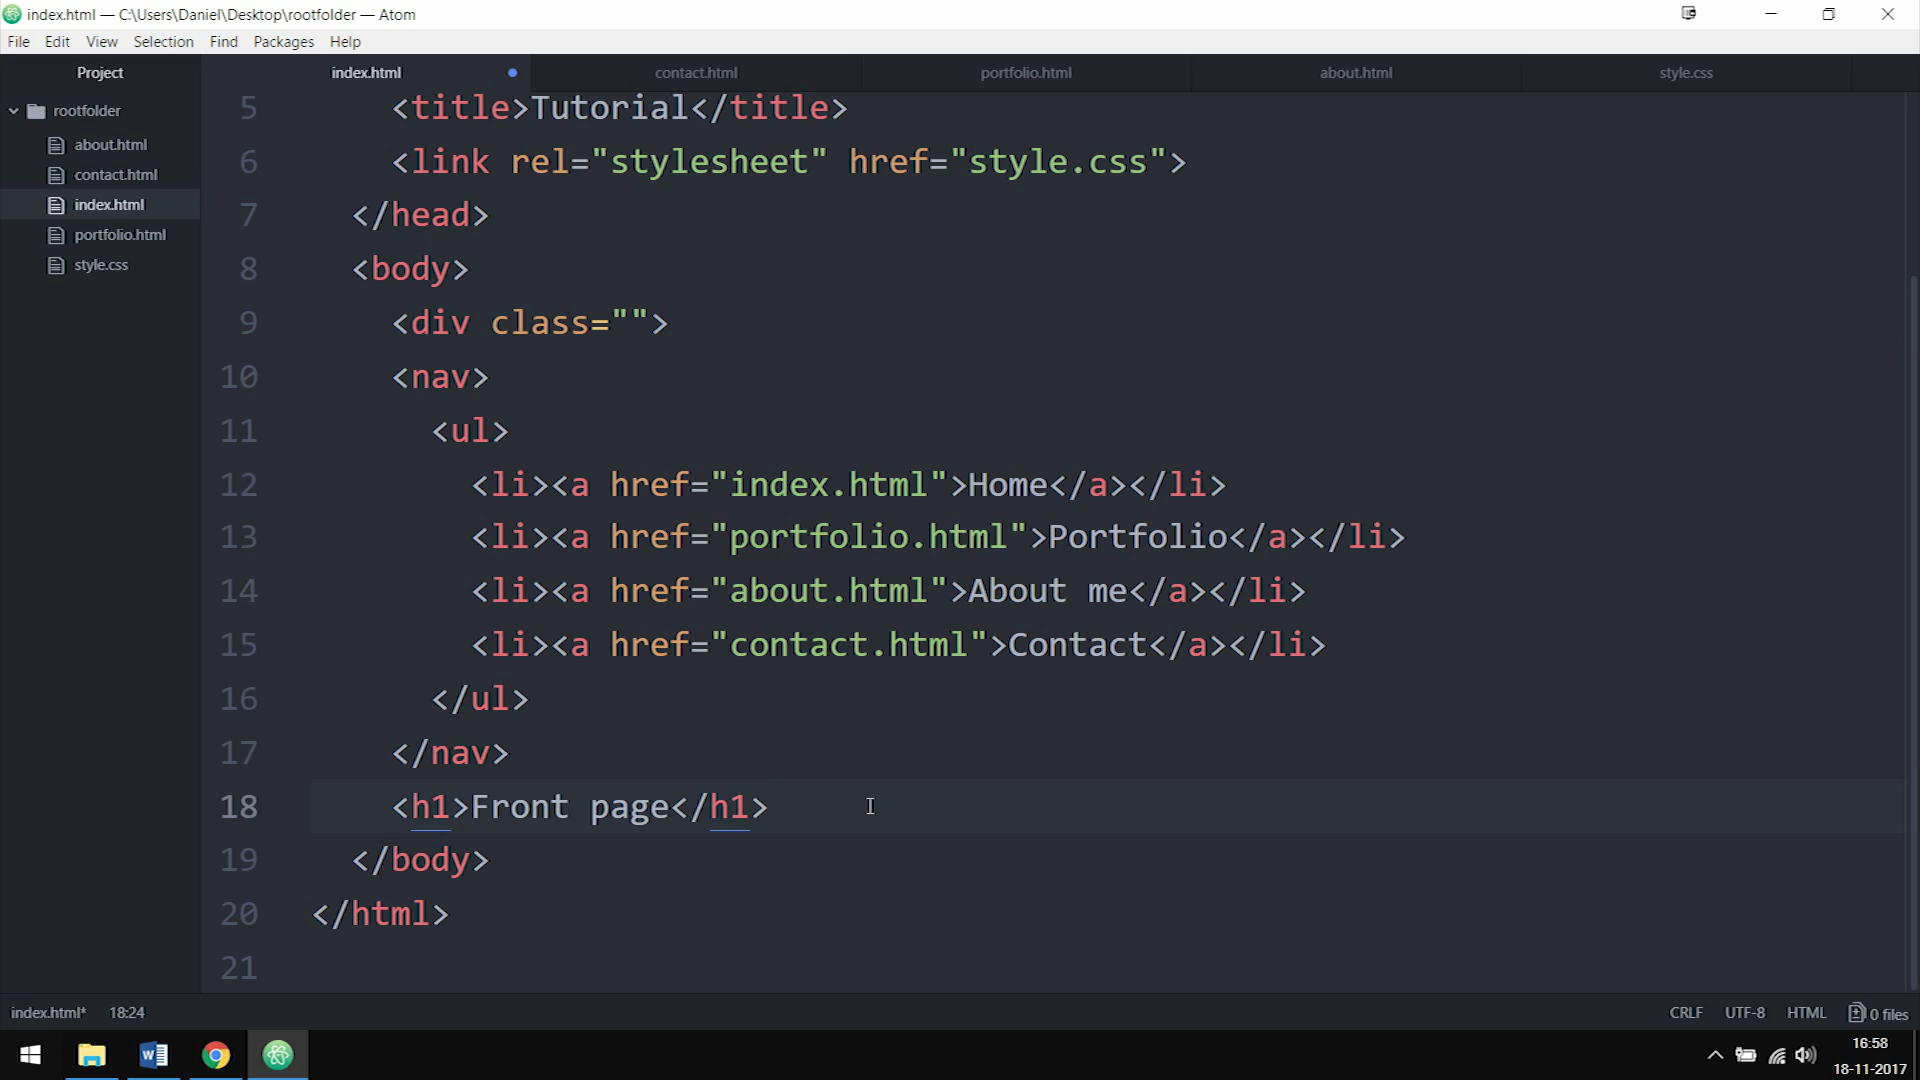 index.html — C:\Users\Daniel\Desktop\rootfolder — Atom
File Edit View Selection Find Packages Help
Project
rootfolder
about.html
contact.html
index.html
portfolio.html
style.css
index.html contact.html portfolio.html about.html style.css
5 <title>Tutorial</title>
6 <link rel="stylesheet" href="style.css">
7 </head>
8 <body>
9 <div class="">
10 <nav>
11 <ul>
12 <li><a href="index.html">Home</a></li>
13 <li><a href="portfolio.html">Portfolio</a></li>
14 <li><a href="about.html">About me</a></li>
15 <li><a href="contact.html">Contact</a></li>
16 </ul>
17 </nav>
18 <h1>Front page</h1>
19 </body>
20 </html>
21
index.html* 18:24 CRLF UTF-8 HTML 0 files
16:58
18-11-2017